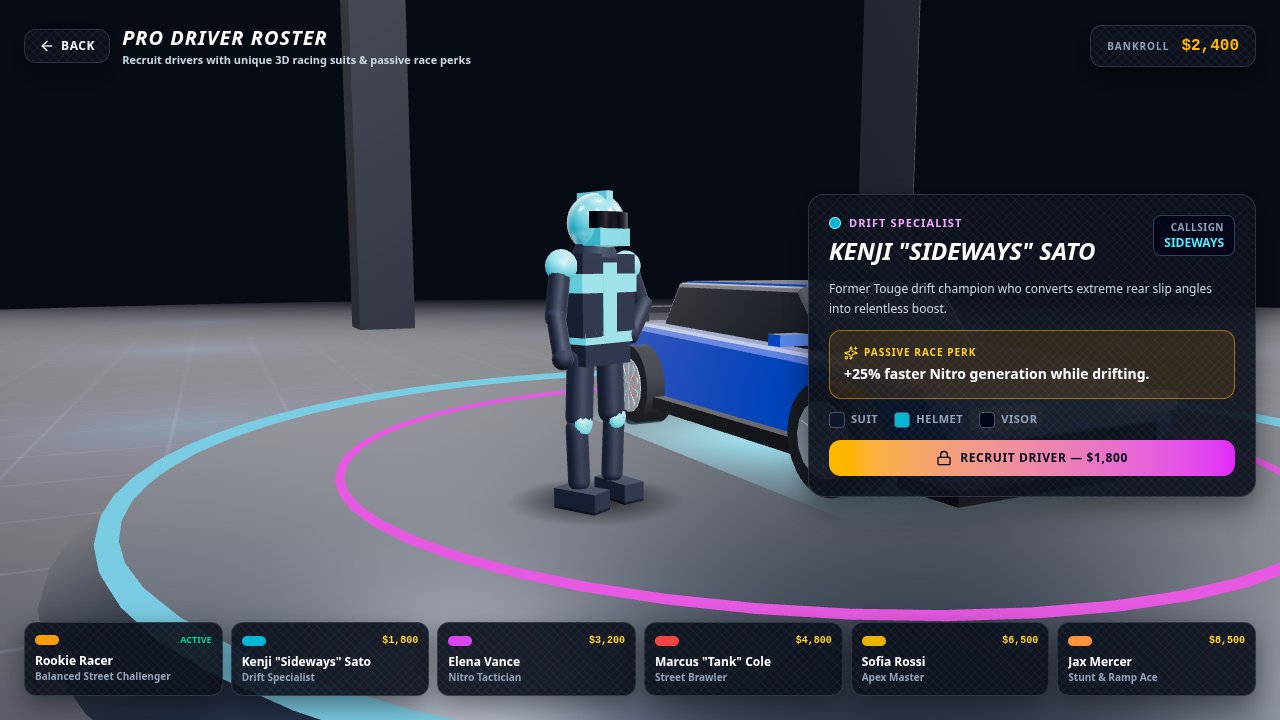 BACK
PRO DRIVER ROSTER
Recruit drivers with unique 3D racing suits & passive race perks
BANKROLL $2,400
DRIFT SPECIALIST
KENJI "SIDEWAYS" SATO
CALLSIGN
SIDEWAYS
Former Touge drift champion who converts extreme rear slip angles
into relentless boost.
PASSIVE RACE PERK
+25% faster Nitro generation while drifting.
SUIT HELMET VISOR
RECRUIT DRIVER — $1,800
ACTIVE
Rookie Racer
Balanced Street Challenger
$1,800
Kenji "Sideways" Sato
Drift Specialist
$3,200
Elena Vance
Nitro Tactician
$4,800
Marcus "Tank" Cole
Street Brawler
$6,500
Sofia Rossi
Apex Master
$8,500
Jax Mercer
Stunt & Ramp Ace